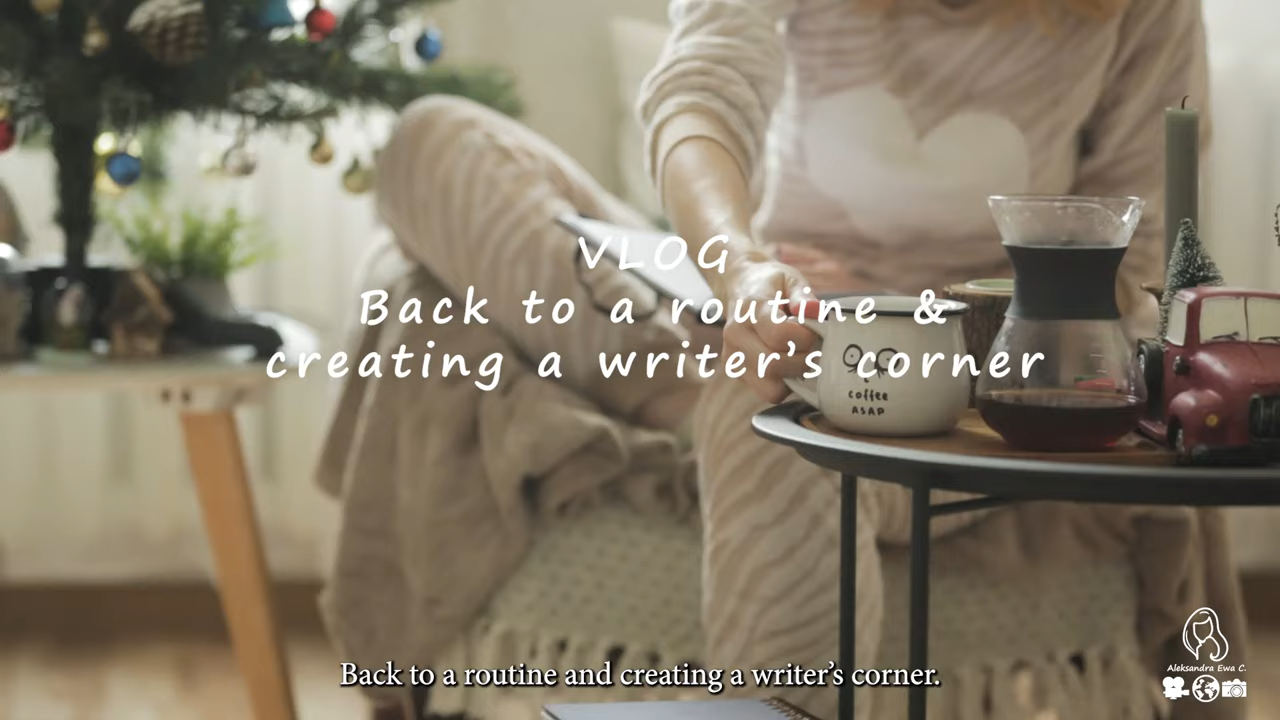 VLOG
Back to a routine &
creating a writer's corner
coffee
ASAP
Back to a routine and creating a writer's corner.
Aleksandra Ewa C.